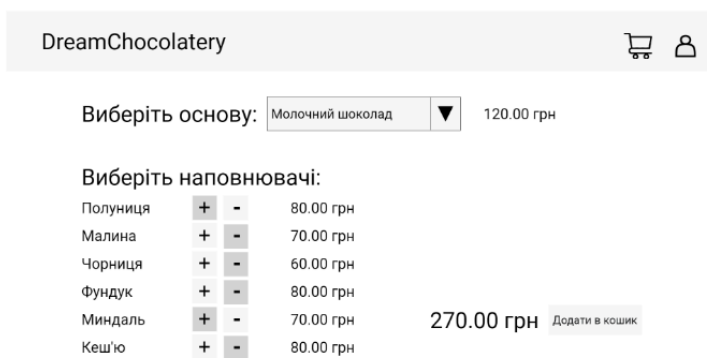 DreamChocolatery
Виберіть основу: Молочний шоколад 120.00 грн
Виберіть наповнювачі:
Полуниця + - 80.00 грн
Малина + - 70.00 грн
Чорниця + - 60.00 грн
Фундук + - 80.00 грн
Миндаль + - 70.00 грн
Кеш'ю + - 80.00 грн
270.00 грн Додати в кошик